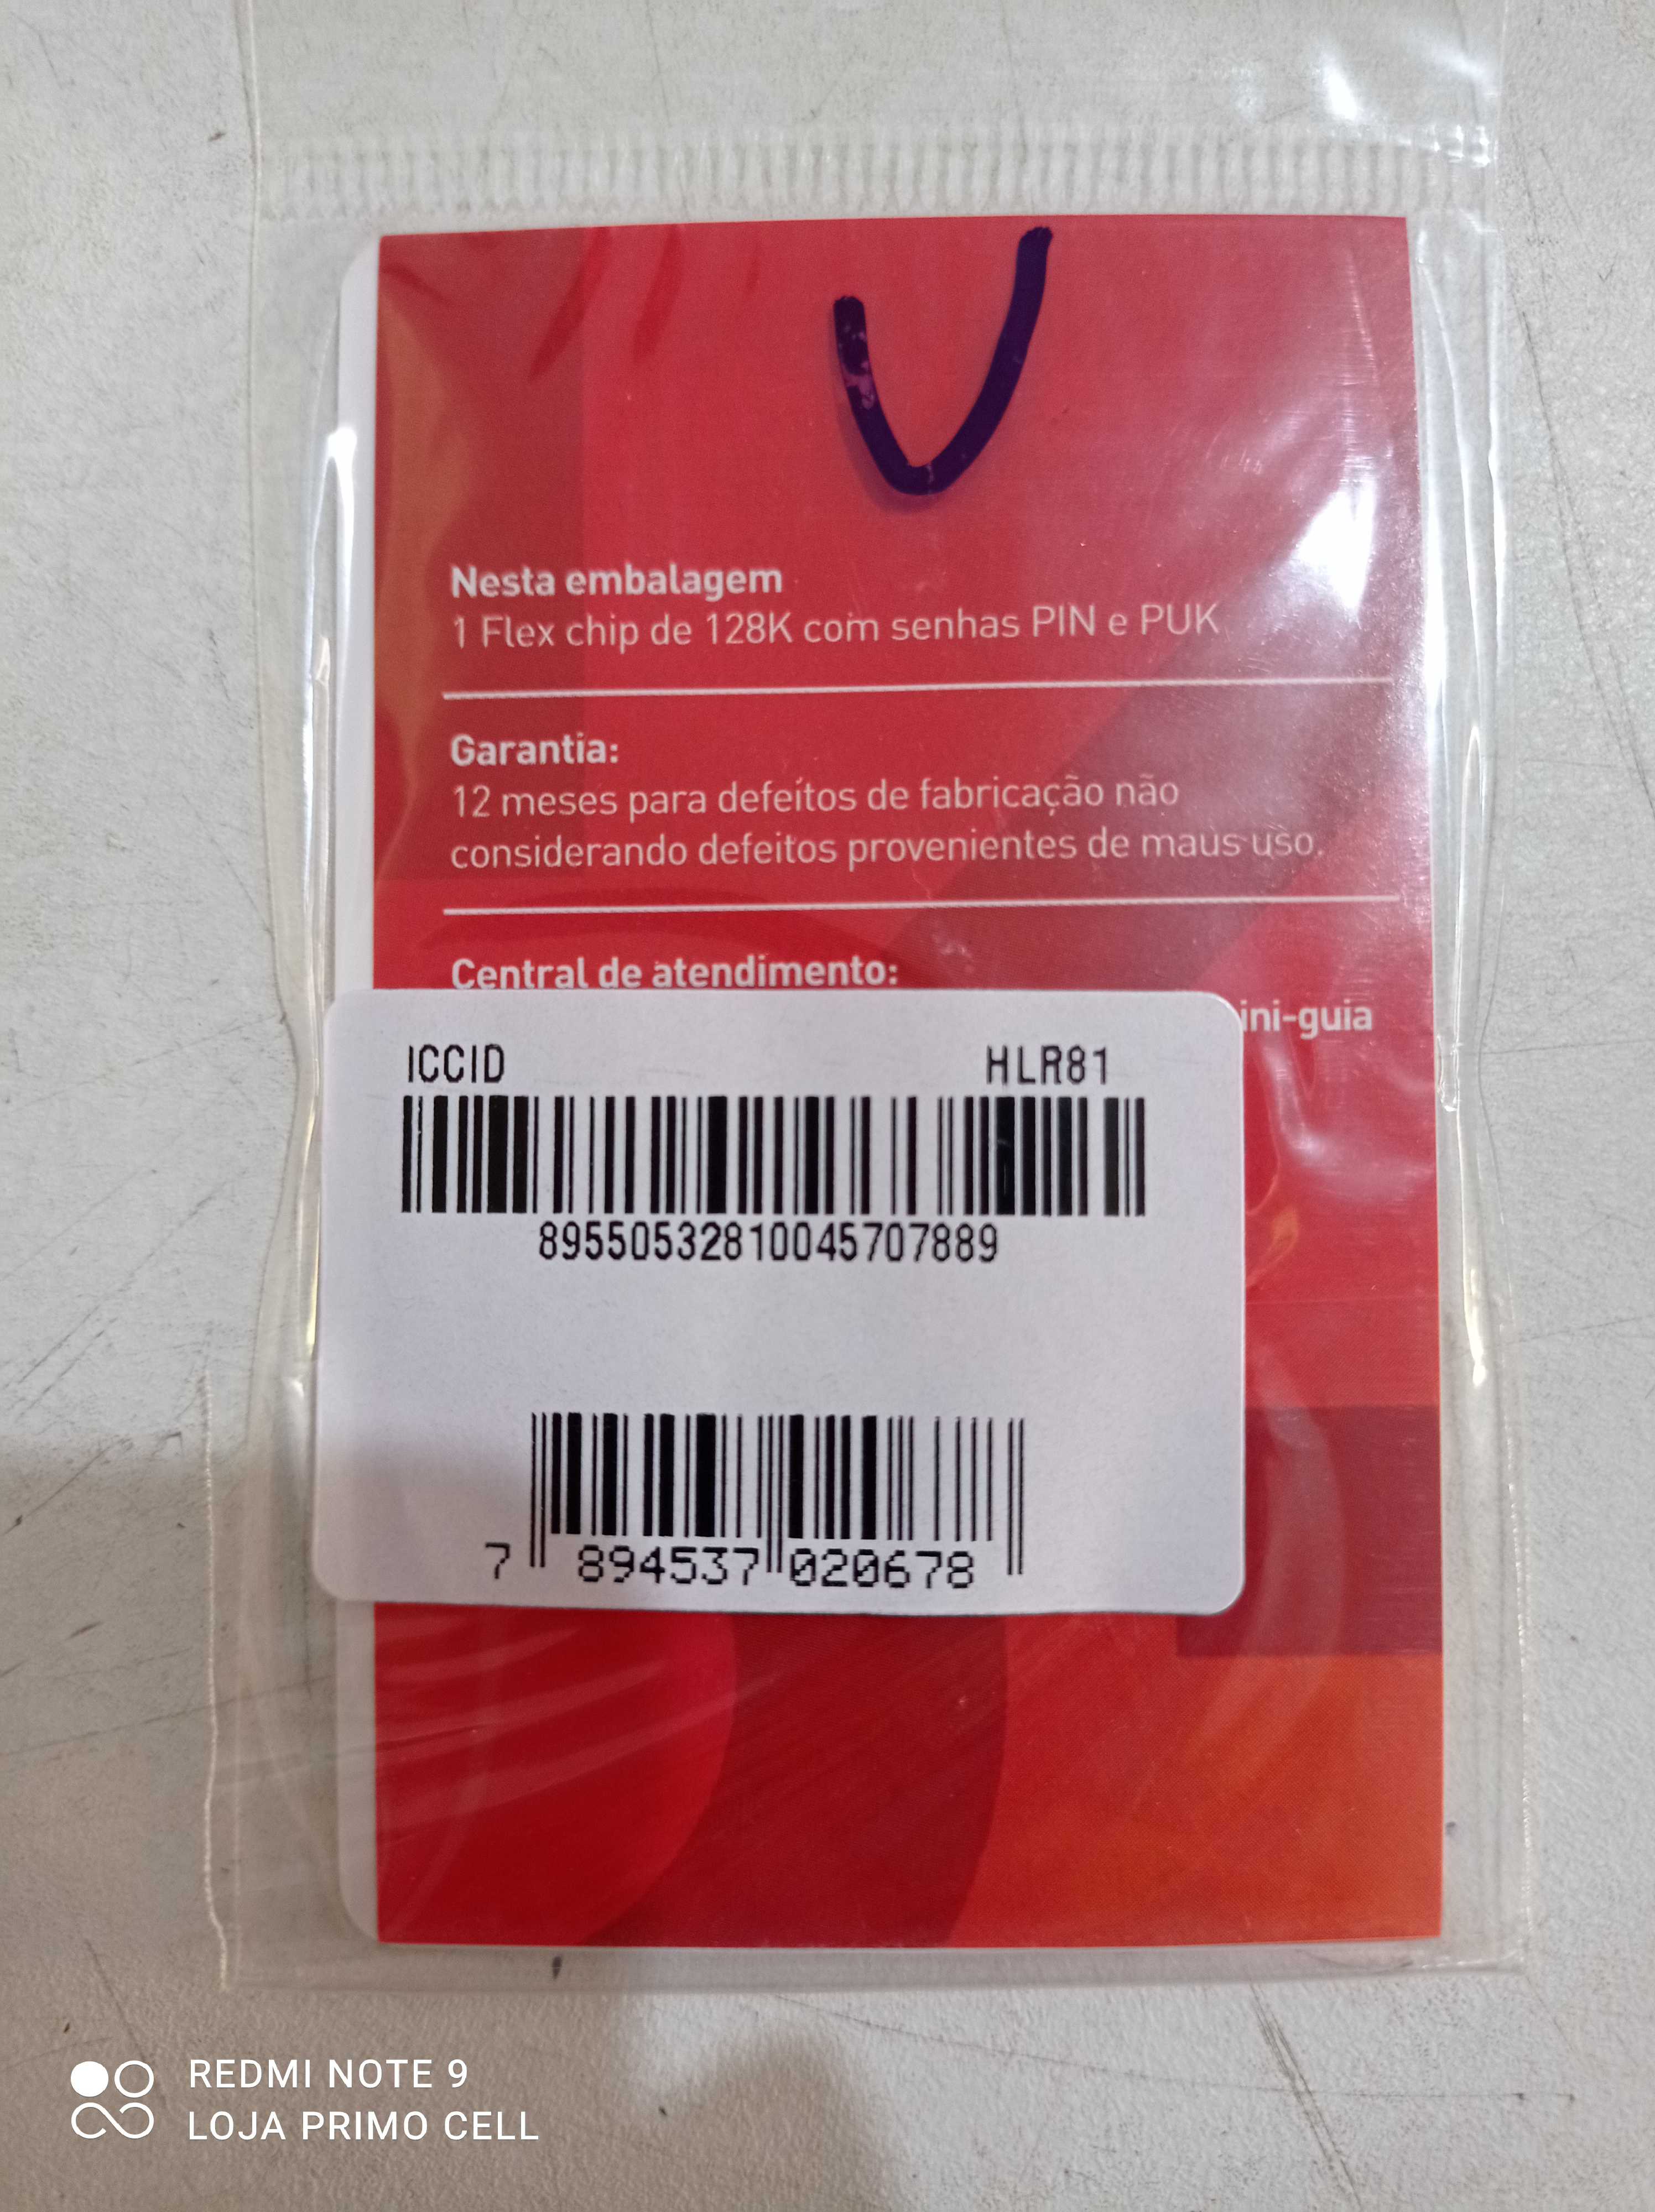 Nesta embalagem
1 Flex chip de 128K com senhas PIN e PUK
Garantia:
12 meses para defeitos de fabricação não
considerando defeitos provenientes de maus uso.
Central de atendimento:
ini-guia
ICCID HLR81
89550532810045707889
7 894537 020678
REDMI NOTE 9
LOJA PRIMO CELL